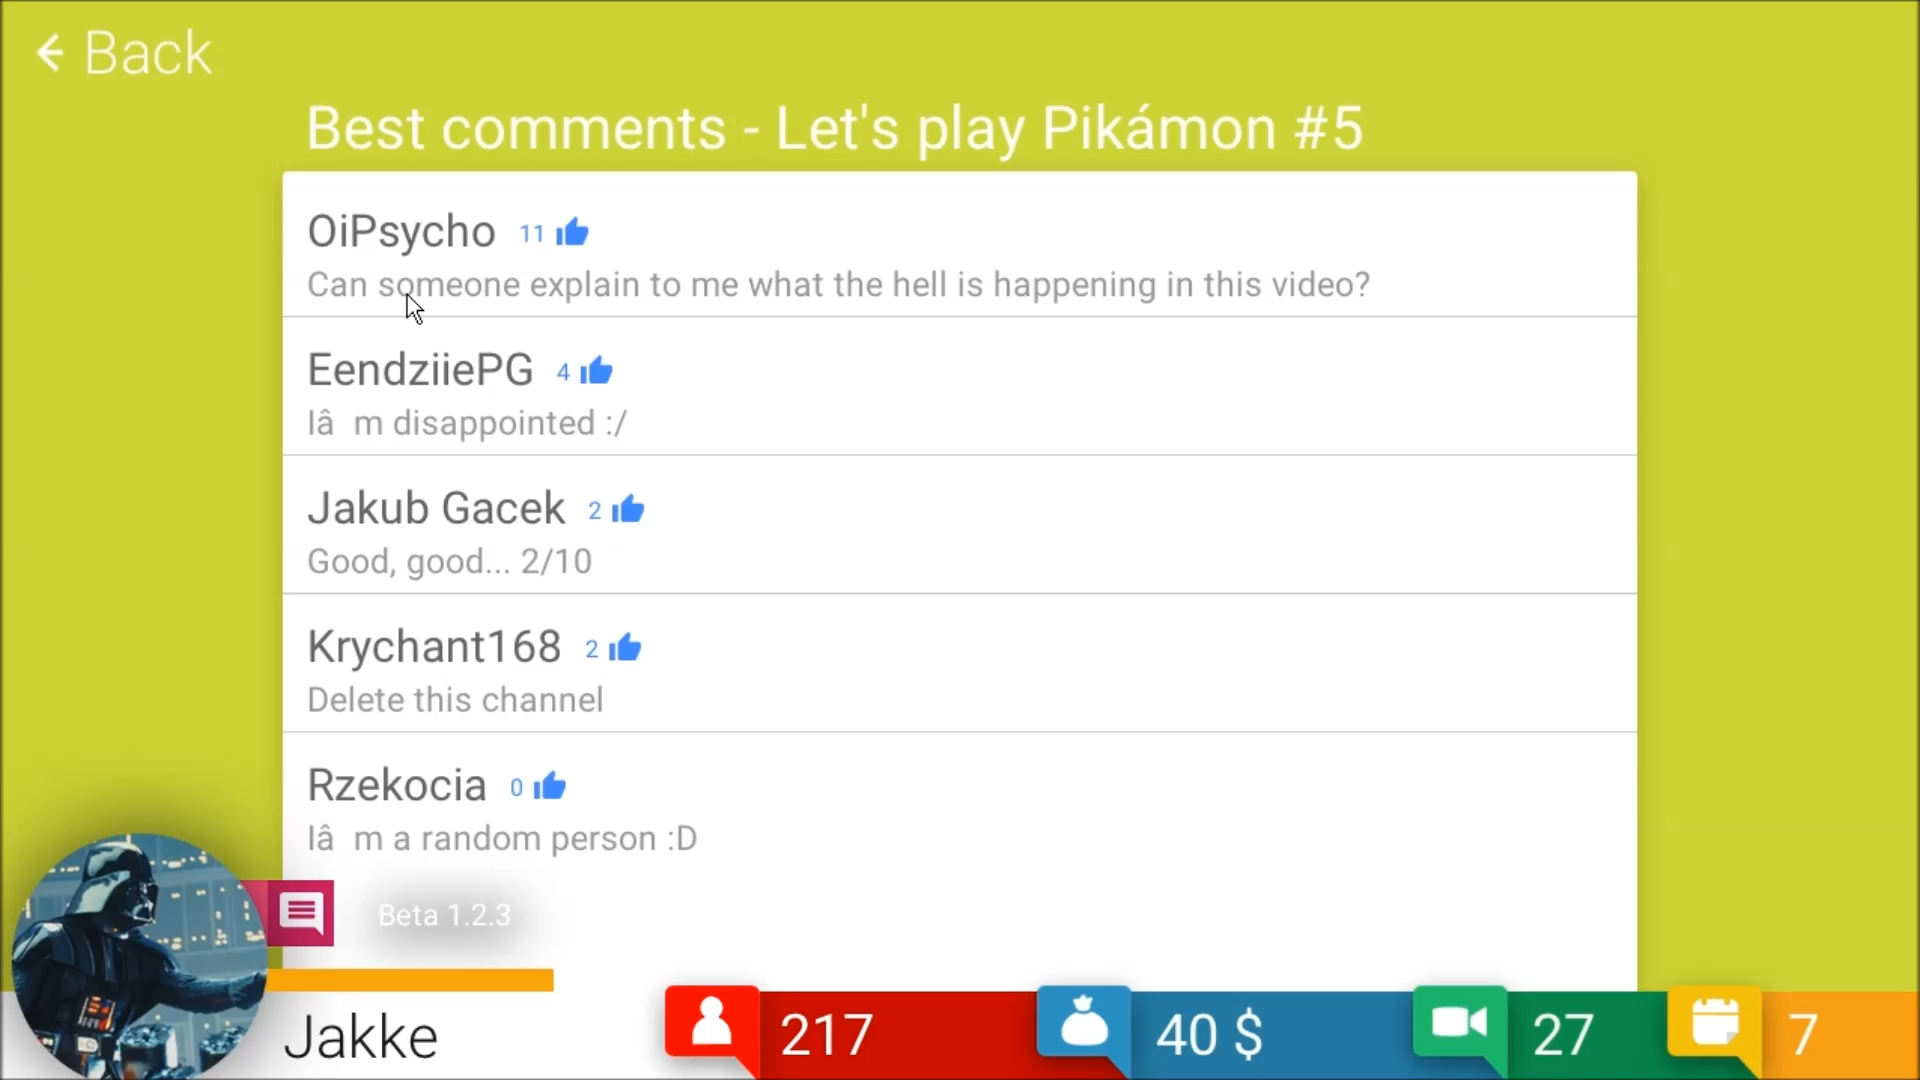 Back
Best comments - Let's play Pikámon #5
OiPsycho 11
Can someone explain to me what the hell is happening in this video?
EendziiePG 4
Iâ m disappointed :/
Jakub Gacek 2
Good, good... 2/10
Krychant168 2
Delete this channel
Rzekocia 0
Iâ m a random person :D
Beta 1.2.3
Jakke 217 40 $ 27 7